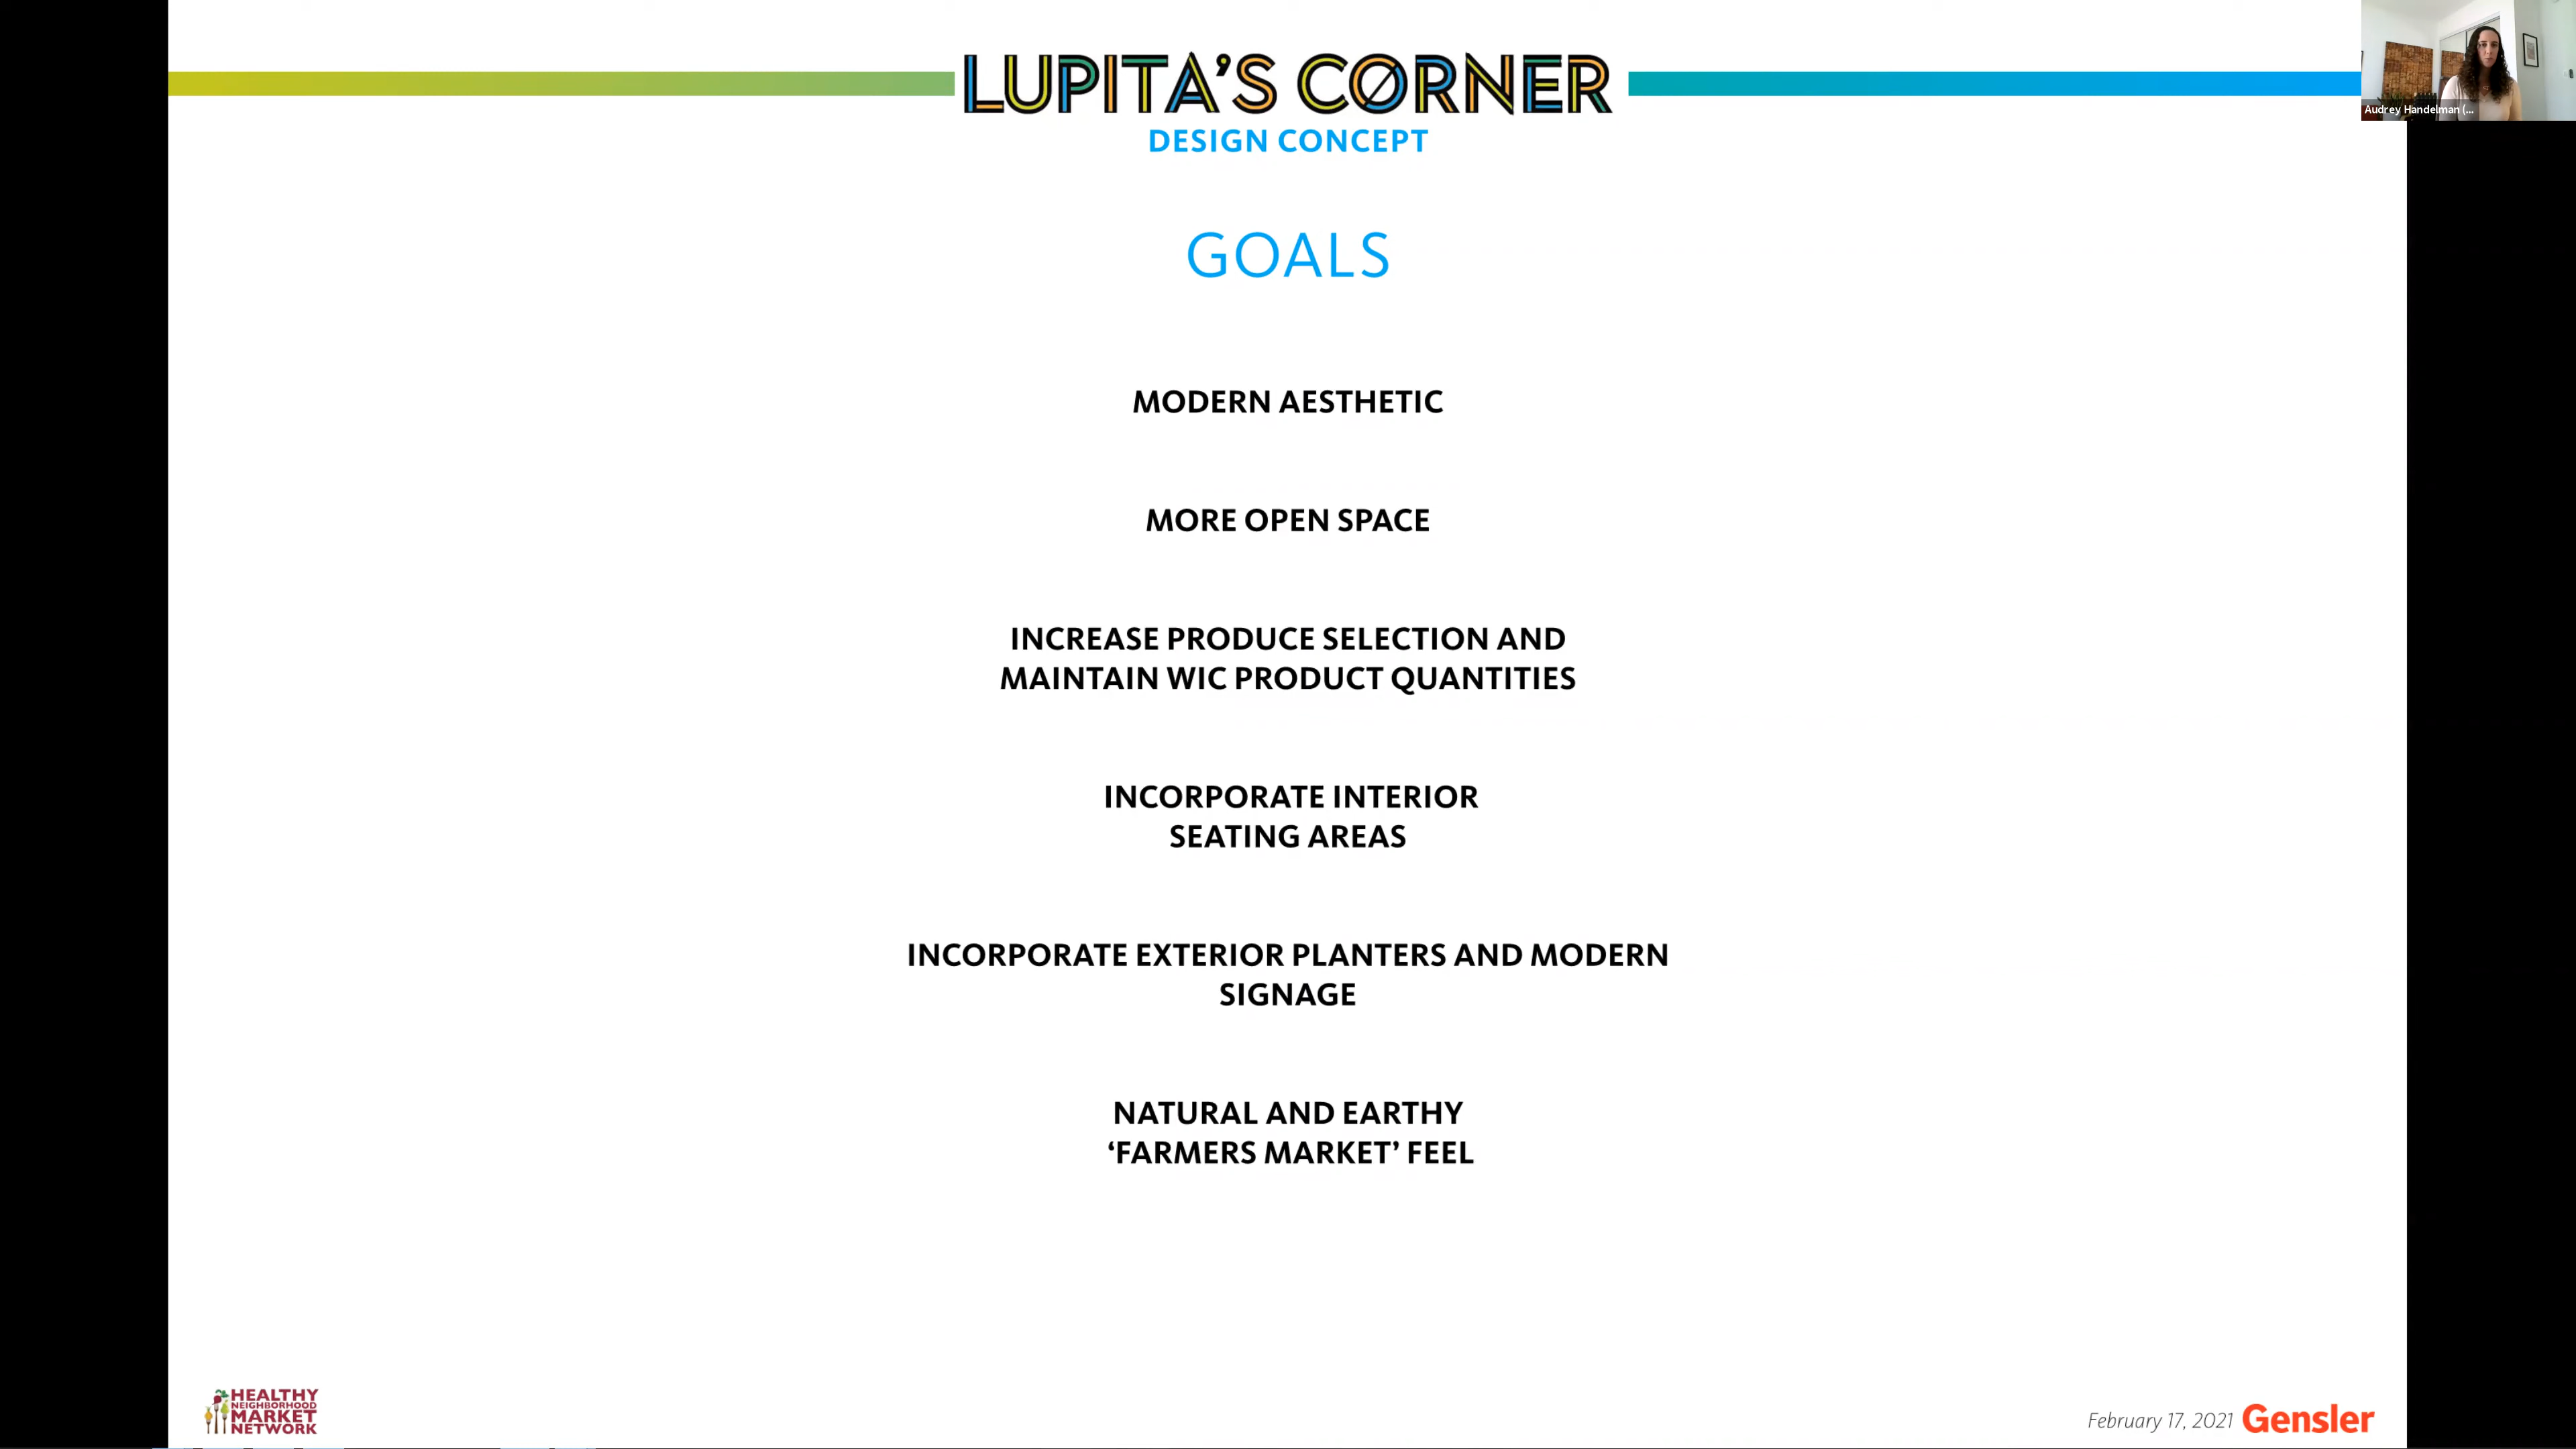 LUPITA'S CORNER
DESIGN CONCEPT
Audrey Handelman (...
GOALS
MODERN AESTHETIC
MORE OPEN SPACE
INCREASE PRODUCE SELECTION AND
MAINTAIN WIC PRODUCT QUANTITIES
INCORPORATE INTERIOR
SEATING AREAS
INCORPORATE EXTERIOR PLANTERS AND MODERN
SIGNAGE
NATURAL AND EARTHY
‘FARMERS MARKET’ FEEL
HEALTHY
NEIGHBORHOOD
MARKET
NETWORK
February 17, 2021 Gensler